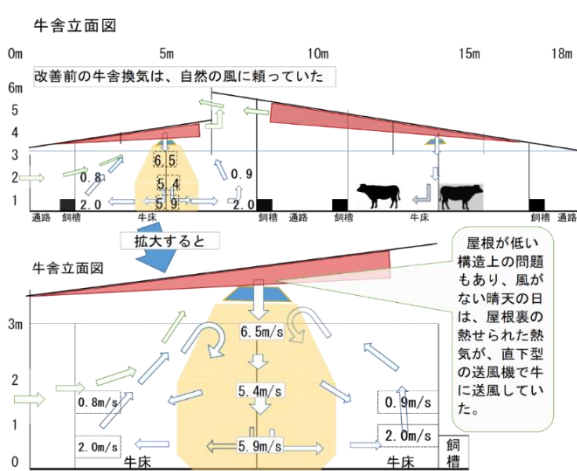 牛舎立面図
0m 5m 10m 15m 18m
6m
改善前の牛舎換気は、自然の風に頼っていた
5
4
3
2
1
6.5
5.4
5.9
0.8
2.0
0.9
2.0
通路 飼槽 牛床 飼槽 通路 飼槽 牛床 飼槽 通路
拡大すると
牛舎立面図
屋根が低い
構造上の問題
もあり、風が
ない晴天の日
は、屋根裏の
熱せられた熱
気が、直下型
の送風機で牛
に送風してい
た。
3m
2
1
0
6.5m/s
5.4m/s
5.9m/s
0.8m/s
2.0m/s
0.9m/s
2.0m/s
牛床 牛床
飼
槽